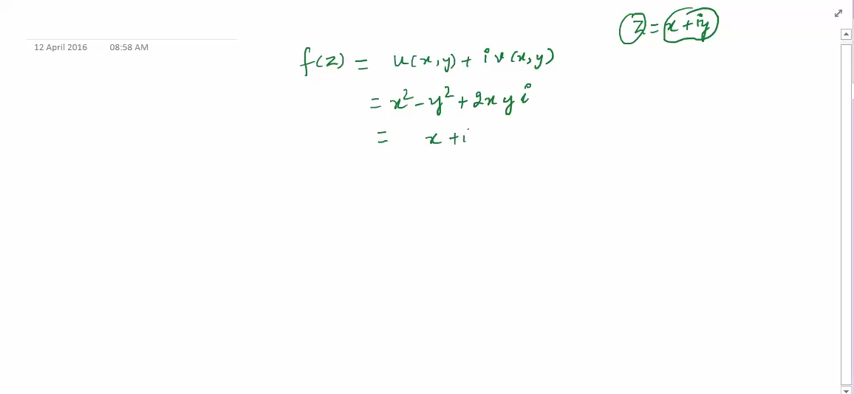 z = x + iy
12 April 2016 08:58 AM
f(z) = u(x, y) + i v(x, y)
= x² - y² + 2xy i
= x + i